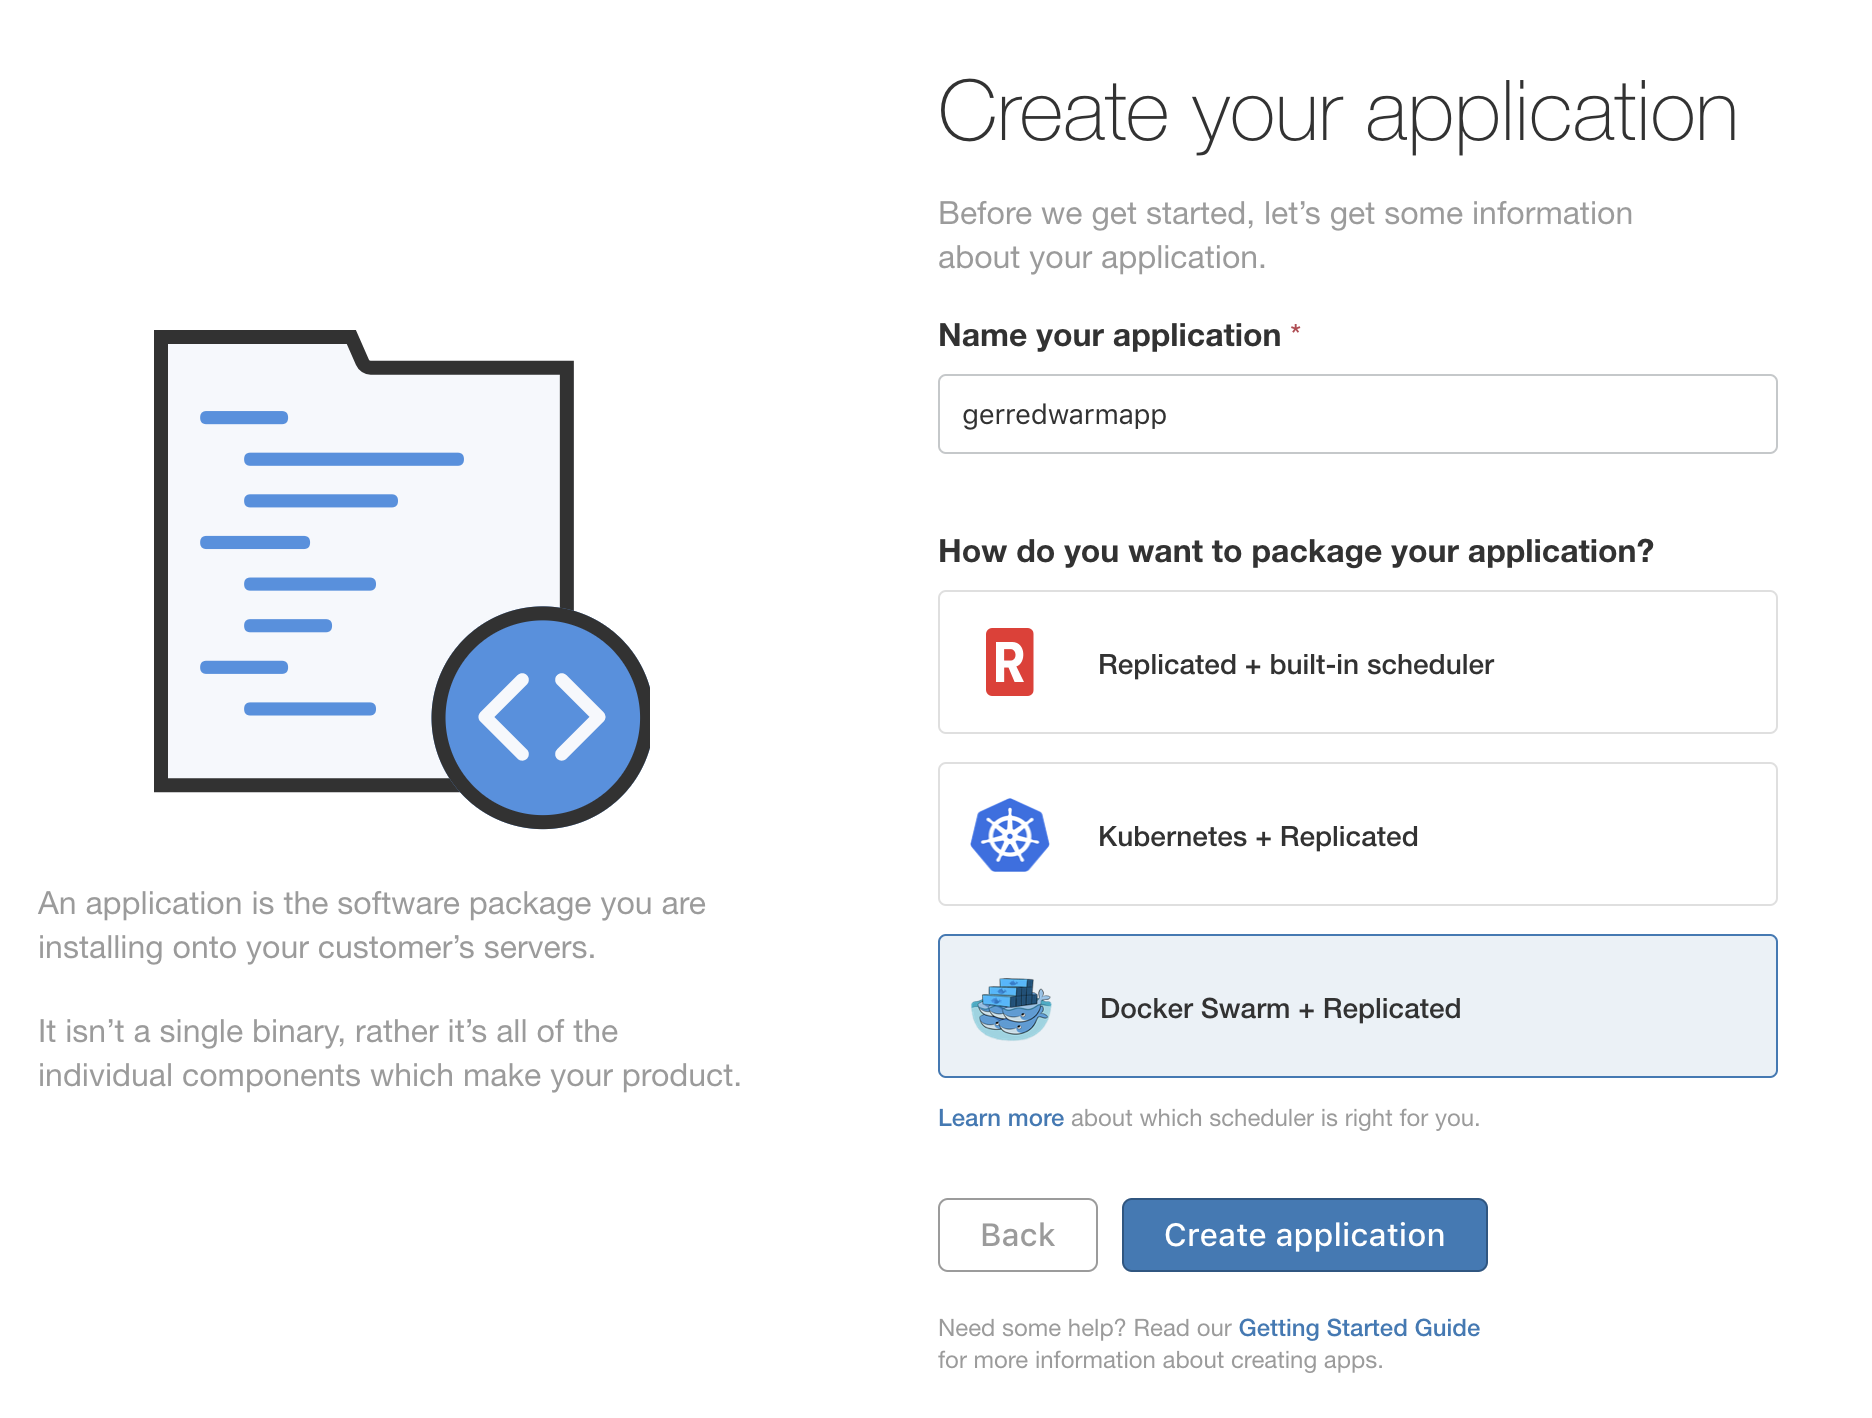 Create your application
Before we get started, let’s get some information
about your application.
Name your application *
gerredwarmapp
How do you want to package your application?
R
Replicated + built-in scheduler
Kubernetes + Replicated
Docker Swarm + Replicated
Learn more about which scheduler is right for you.
Back
Create application
Need some help? Read our Getting Started Guide
for more information about creating apps.
An application is the software package you are
installing onto your customer’s servers.
It isn’t a single binary, rather it’s all of the
individual components which make your product.